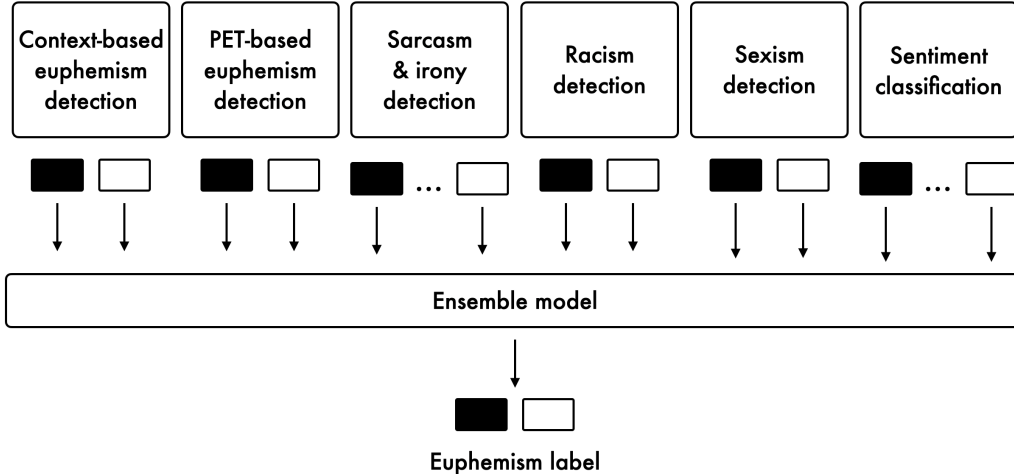 Context-based
euphemism
detection
PET-based
euphemism
detection
Sarcasm
& irony
detection
Racism
detection
Sexism
detection
Sentiment
classification
...
...
Ensemble model
Euphemism label